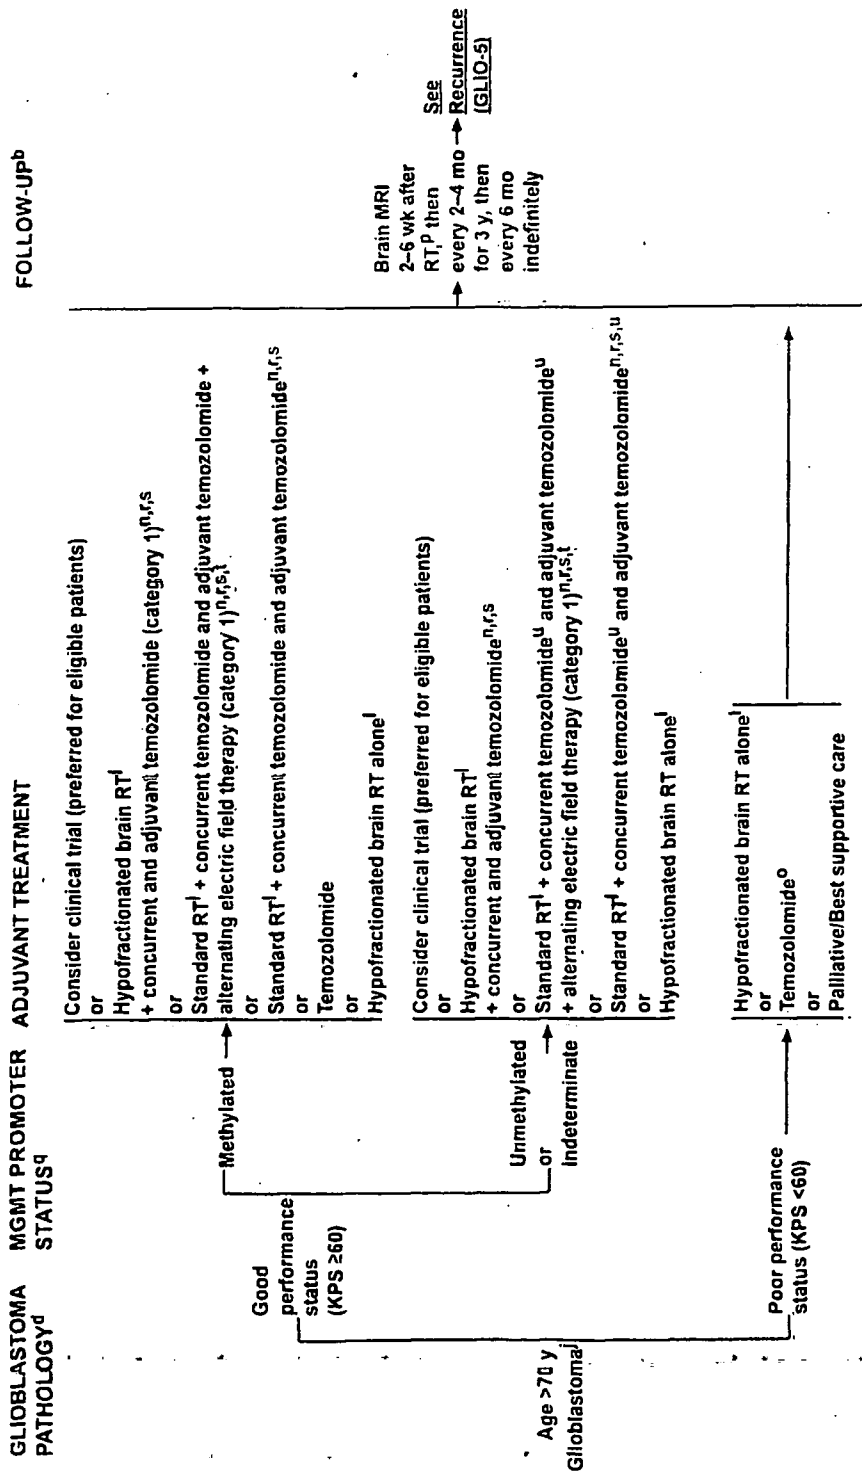 GLIOBLASTOMA
PATHOLOGYd
MGMT PROMOTER
STATUSq
ADJUVANT TREATMENT
FOLLOW-UPb
Age >70 y
Glioblastomaj
Good
performance
status
(KPS ≥60)
Methylated
Consider clinical trial (preferred for eligible patients)
or
Hypofractionated brain RTl
+ concurrent and adjuvant temozolomide (category 1)n,r,s
or
Standard RTl + concurrent temozolomide and adjuvant temozolomide +
alternating electric field therapy (category 1)n,r,s,t
or
Standard RTl + concurrent temozolomide and adjuvant temozolomiden,r,s
or
Temozolomide
or
Hypofractionated brain RT alonel
Unmethylated
or
Indeterminate
Consider clinical trial (preferred for eligible patients)
or
Hypofractionated brain RTl
+ concurrent and adjuvant temozolomiden,r,s
or
Standard RTl + concurrent temozolomideu and adjuvant temozolomideu
+ alternating electric field therapy (category 1)n,r,s,t
or
Standard RTl + concurrent temozolomideu and adjuvant temozolomiden,r,s,u
or
Hypofractionated brain RT alonel
Poor performance
status (KPS <60)
Hypofractionated brain RT alonel
or
Temozolomideo
or
Palliative/Best supportive care
Brain MRI
2–6 wk after
RT,p then
every 2–4 mo
for 3 y, then
every 6 mo
indefinitely
See
Recurrence
(GLIO-5)